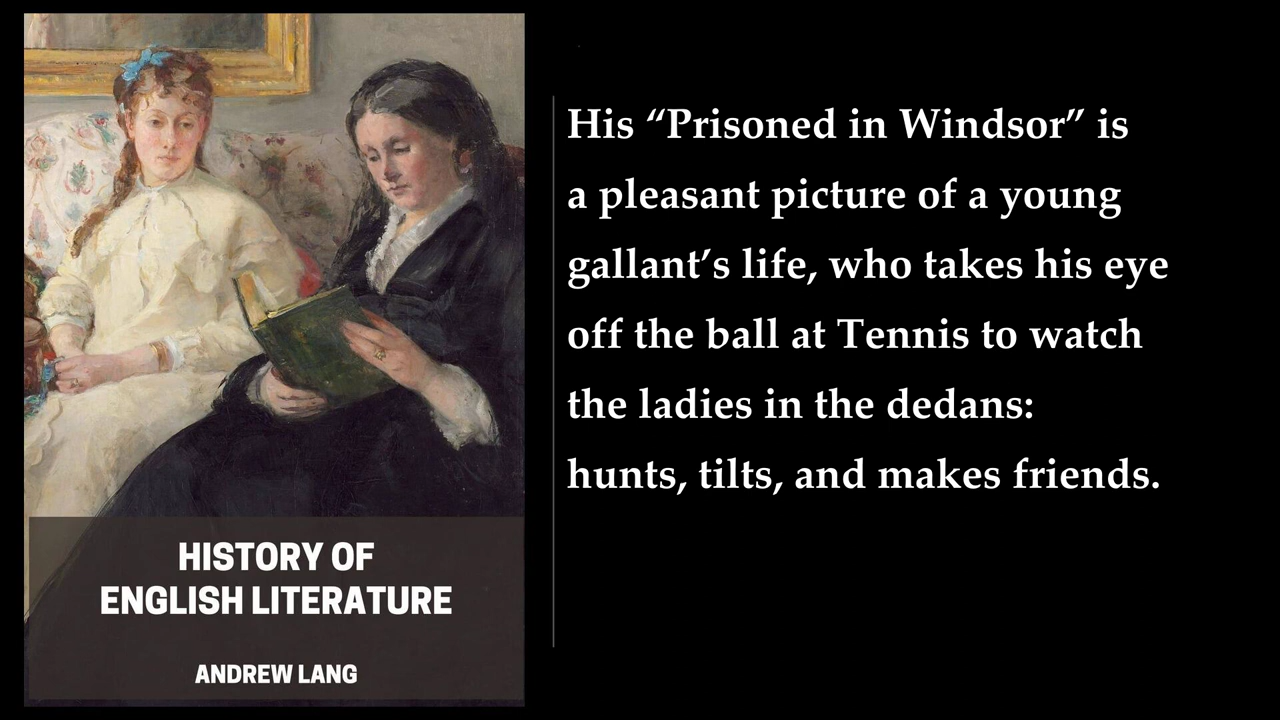 His “Prisoned in Windsor” is
a pleasant picture of a young
gallant’s life, who takes his eye
off the ball at Tennis to watch
the ladies in the dedans:
hunts, tilts, and makes friends.
HISTORY OF
ENGLISH LITERATURE
ANDREW LANG